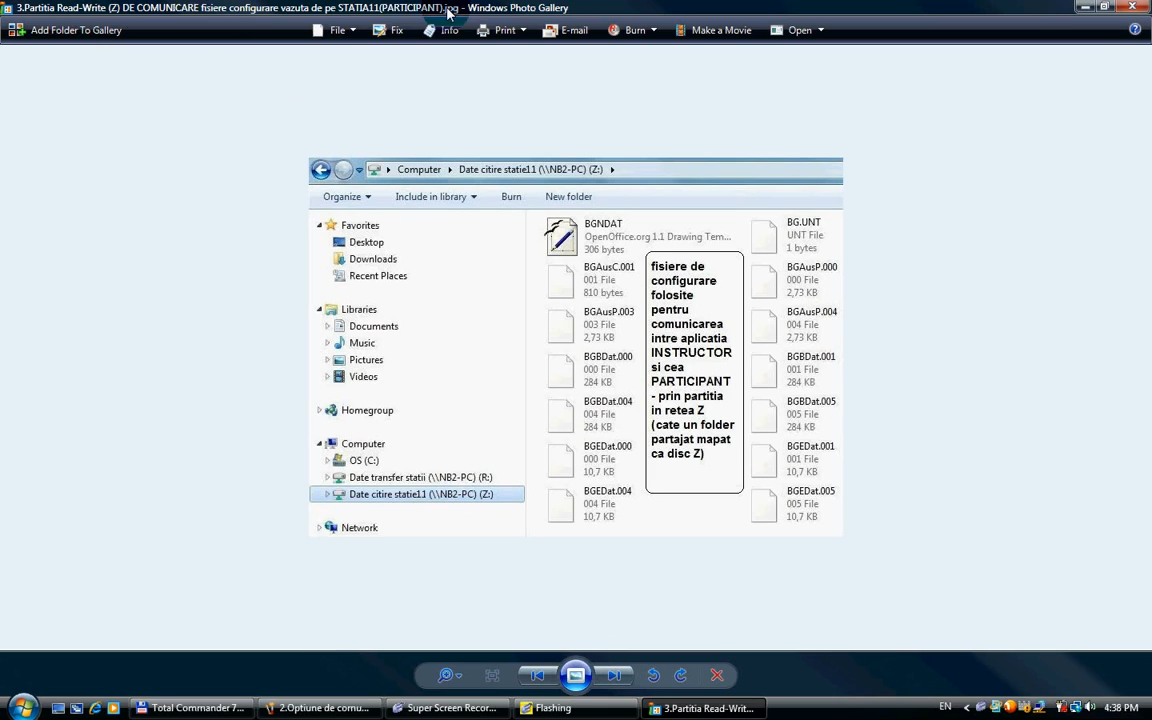 3.Partitia Read-Write (Z) DE COMUNICARE fisiere configurare vazuta de pe STATIA11(PARTICIPANT).jpg - Windows Photo Gallery
Add Folder To Gallery
File
Fix
Info
Print
E-mail
Burn
Make a Movie
Open
Computer
Date citire statie11 (\\NB2-PC) (Z:)
Organize
Include in library
Burn
New folder
Favorites
Desktop
Downloads
Recent Places
Libraries
Documents
Music
Pictures
Videos
Homegroup
Computer
OS (C:)
Date transfer statii (\\NB2-PC) (R:)
Date citire statie11 (\\NB2-PC) (Z:)
Network
BGNDAT
OpenOffice.org 1.1 Drawing Tem...
306 bytes
BG.UNT
UNT File
1 bytes
BGAusC.001
001 File
810 bytes
BGAusP.000
000 File
2,73 KB
BGAusP.003
003 File
2,73 KB
BGAusP.004
004 File
2,73 KB
BGBDat.000
000 File
284 KB
BGBDat.001
001 File
284 KB
BGBDat.004
004 File
284 KB
BGBDat.005
005 File
284 KB
BGEDat.000
000 File
10,7 KB
BGEDat.001
001 File
10,7 KB
BGEDat.004
004 File
10,7 KB
BGEDat.005
005 File
10,7 KB
fisiere de
configurare
folosite
pentru
comunicarea
intre aplicatia
INSTRUCTOR
si cea
PARTICIPANT
- prin partitia
in retea Z
(cate un folder
partajat mapat
ca disc Z)
Total Commander 7...
2.Optiune de comu...
Super Screen Recor...
Flashing
3.Partitia Read-Writ...
EN
4:38 PM